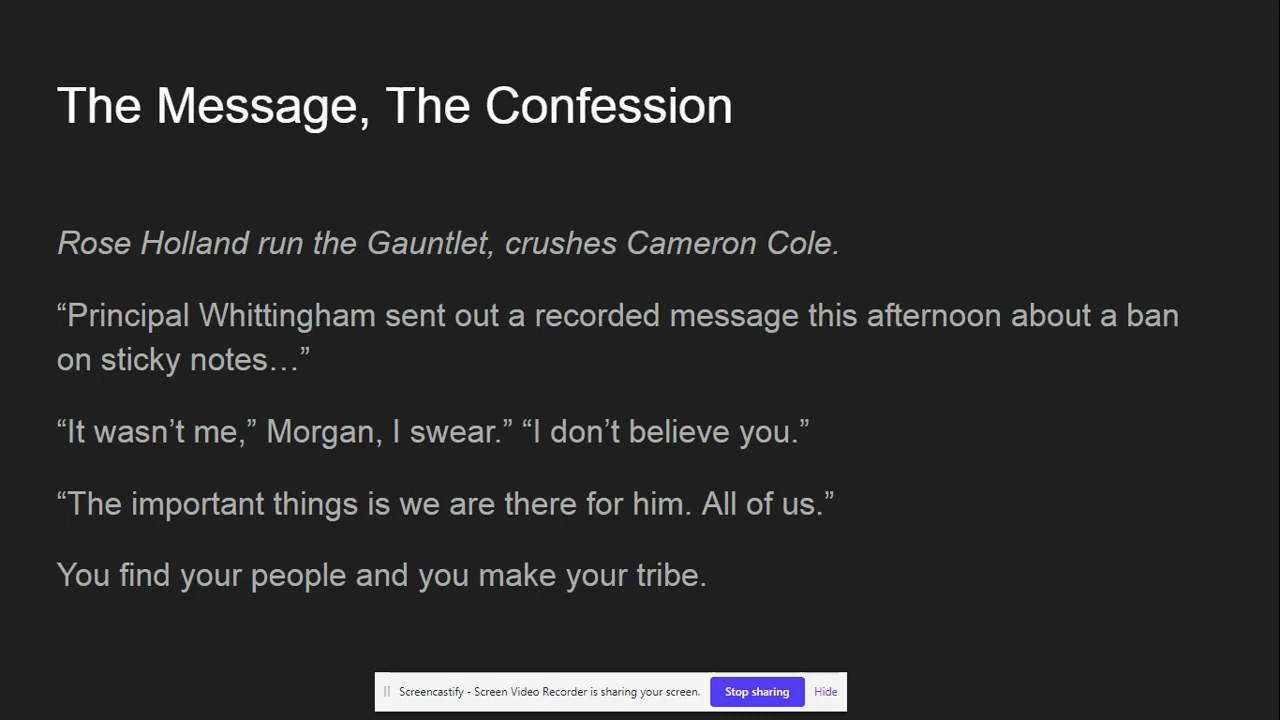 The Message, The Confession
Rose Holland run the Gauntlet, crushes Cameron Cole.
“Principal Whittingham sent out a recorded message this afternoon about a ban
on sticky notes…”
“It wasn’t me,” Morgan, I swear.” “I don’t believe you.”
“The important things is we are there for him. All of us.”
You find your people and you make your tribe.
Screencastify - Screen Video Recorder is sharing your screen. Stop sharing Hide